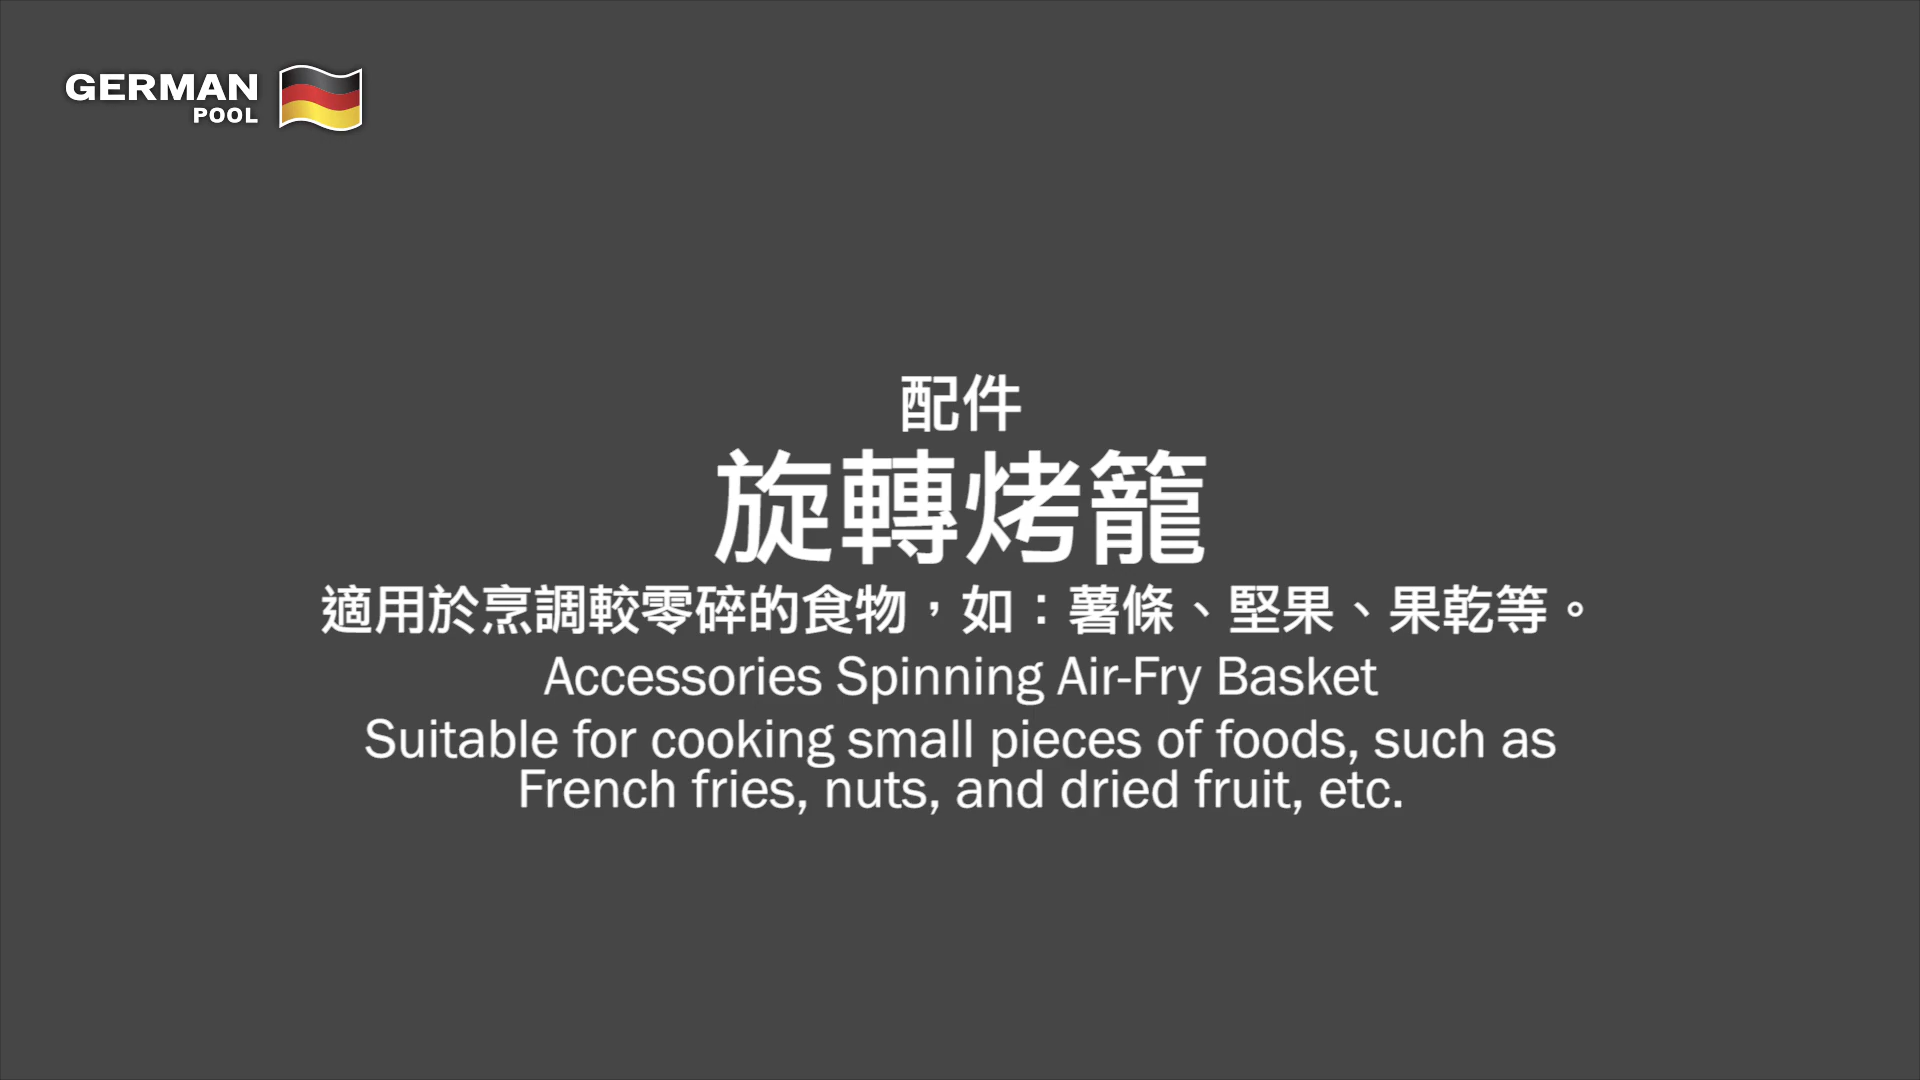 GERMAN
POOL
配件
旋轉烤籠
適用於烹調較零碎的食物，如：薯條、堅果、果乾等。
Accessories Spinning Air-Fry Basket
Suitable for cooking small pieces of foods, such as
French fries, nuts, and dried fruit, etc.